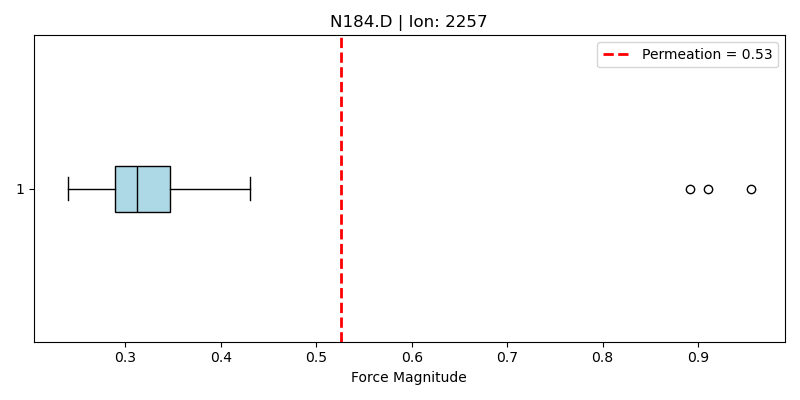 N184.D | Ion: 2257
Permeation = 0.53
1
0.3 0.4 0.5 0.6 0.7 0.8 0.9
Force Magnitude